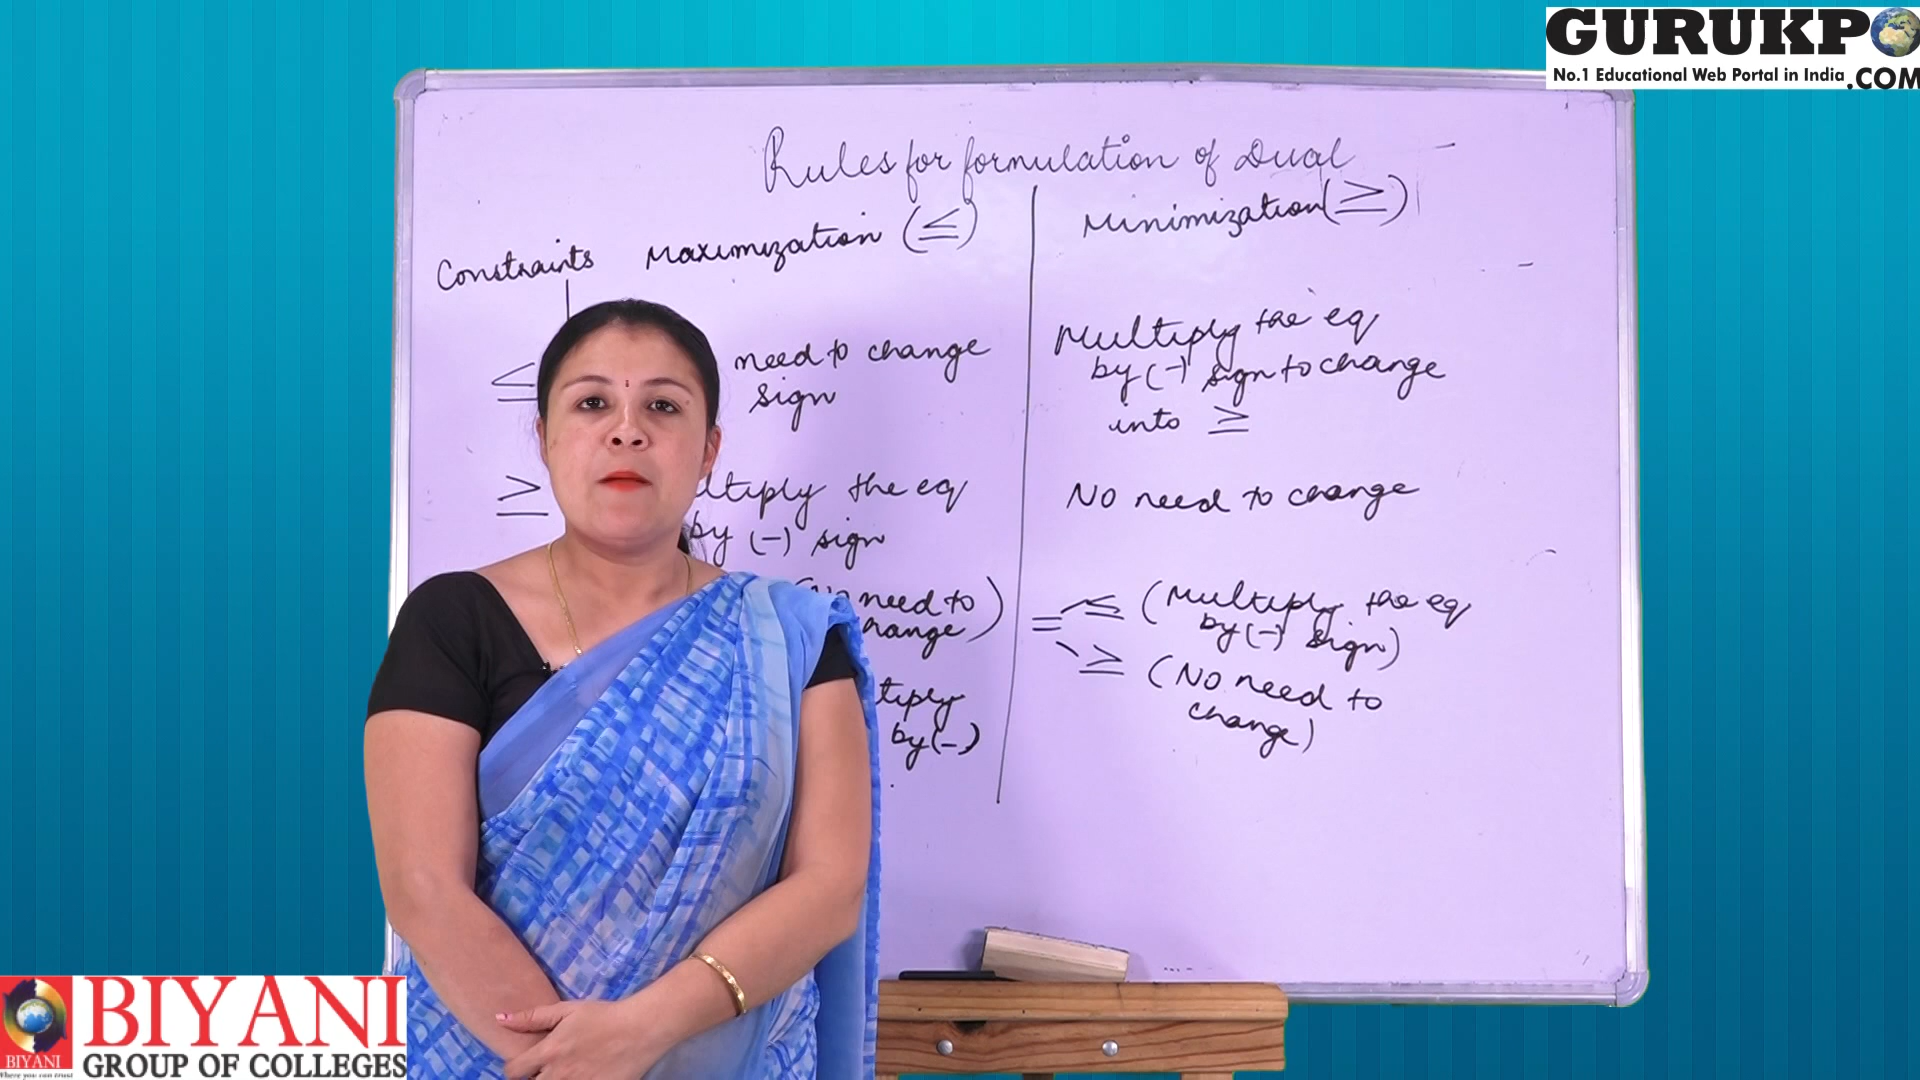 GURUKPO
No.1 Educational Web Portal in India .COM
Rules for formulation of Dual
Constraints Maximization (≤) Minimization (≥)
≤ need to change
sign
Multiply the eq
by (-) sign to change
into ≥
≥ the eq
by (-) sign
No need to change
need to
= ≤ (Multiply the eq
by (-) sign)
≥ (No need to
change)
by (-)
BIYANI
GROUP OF COLLEGES
BIYANI